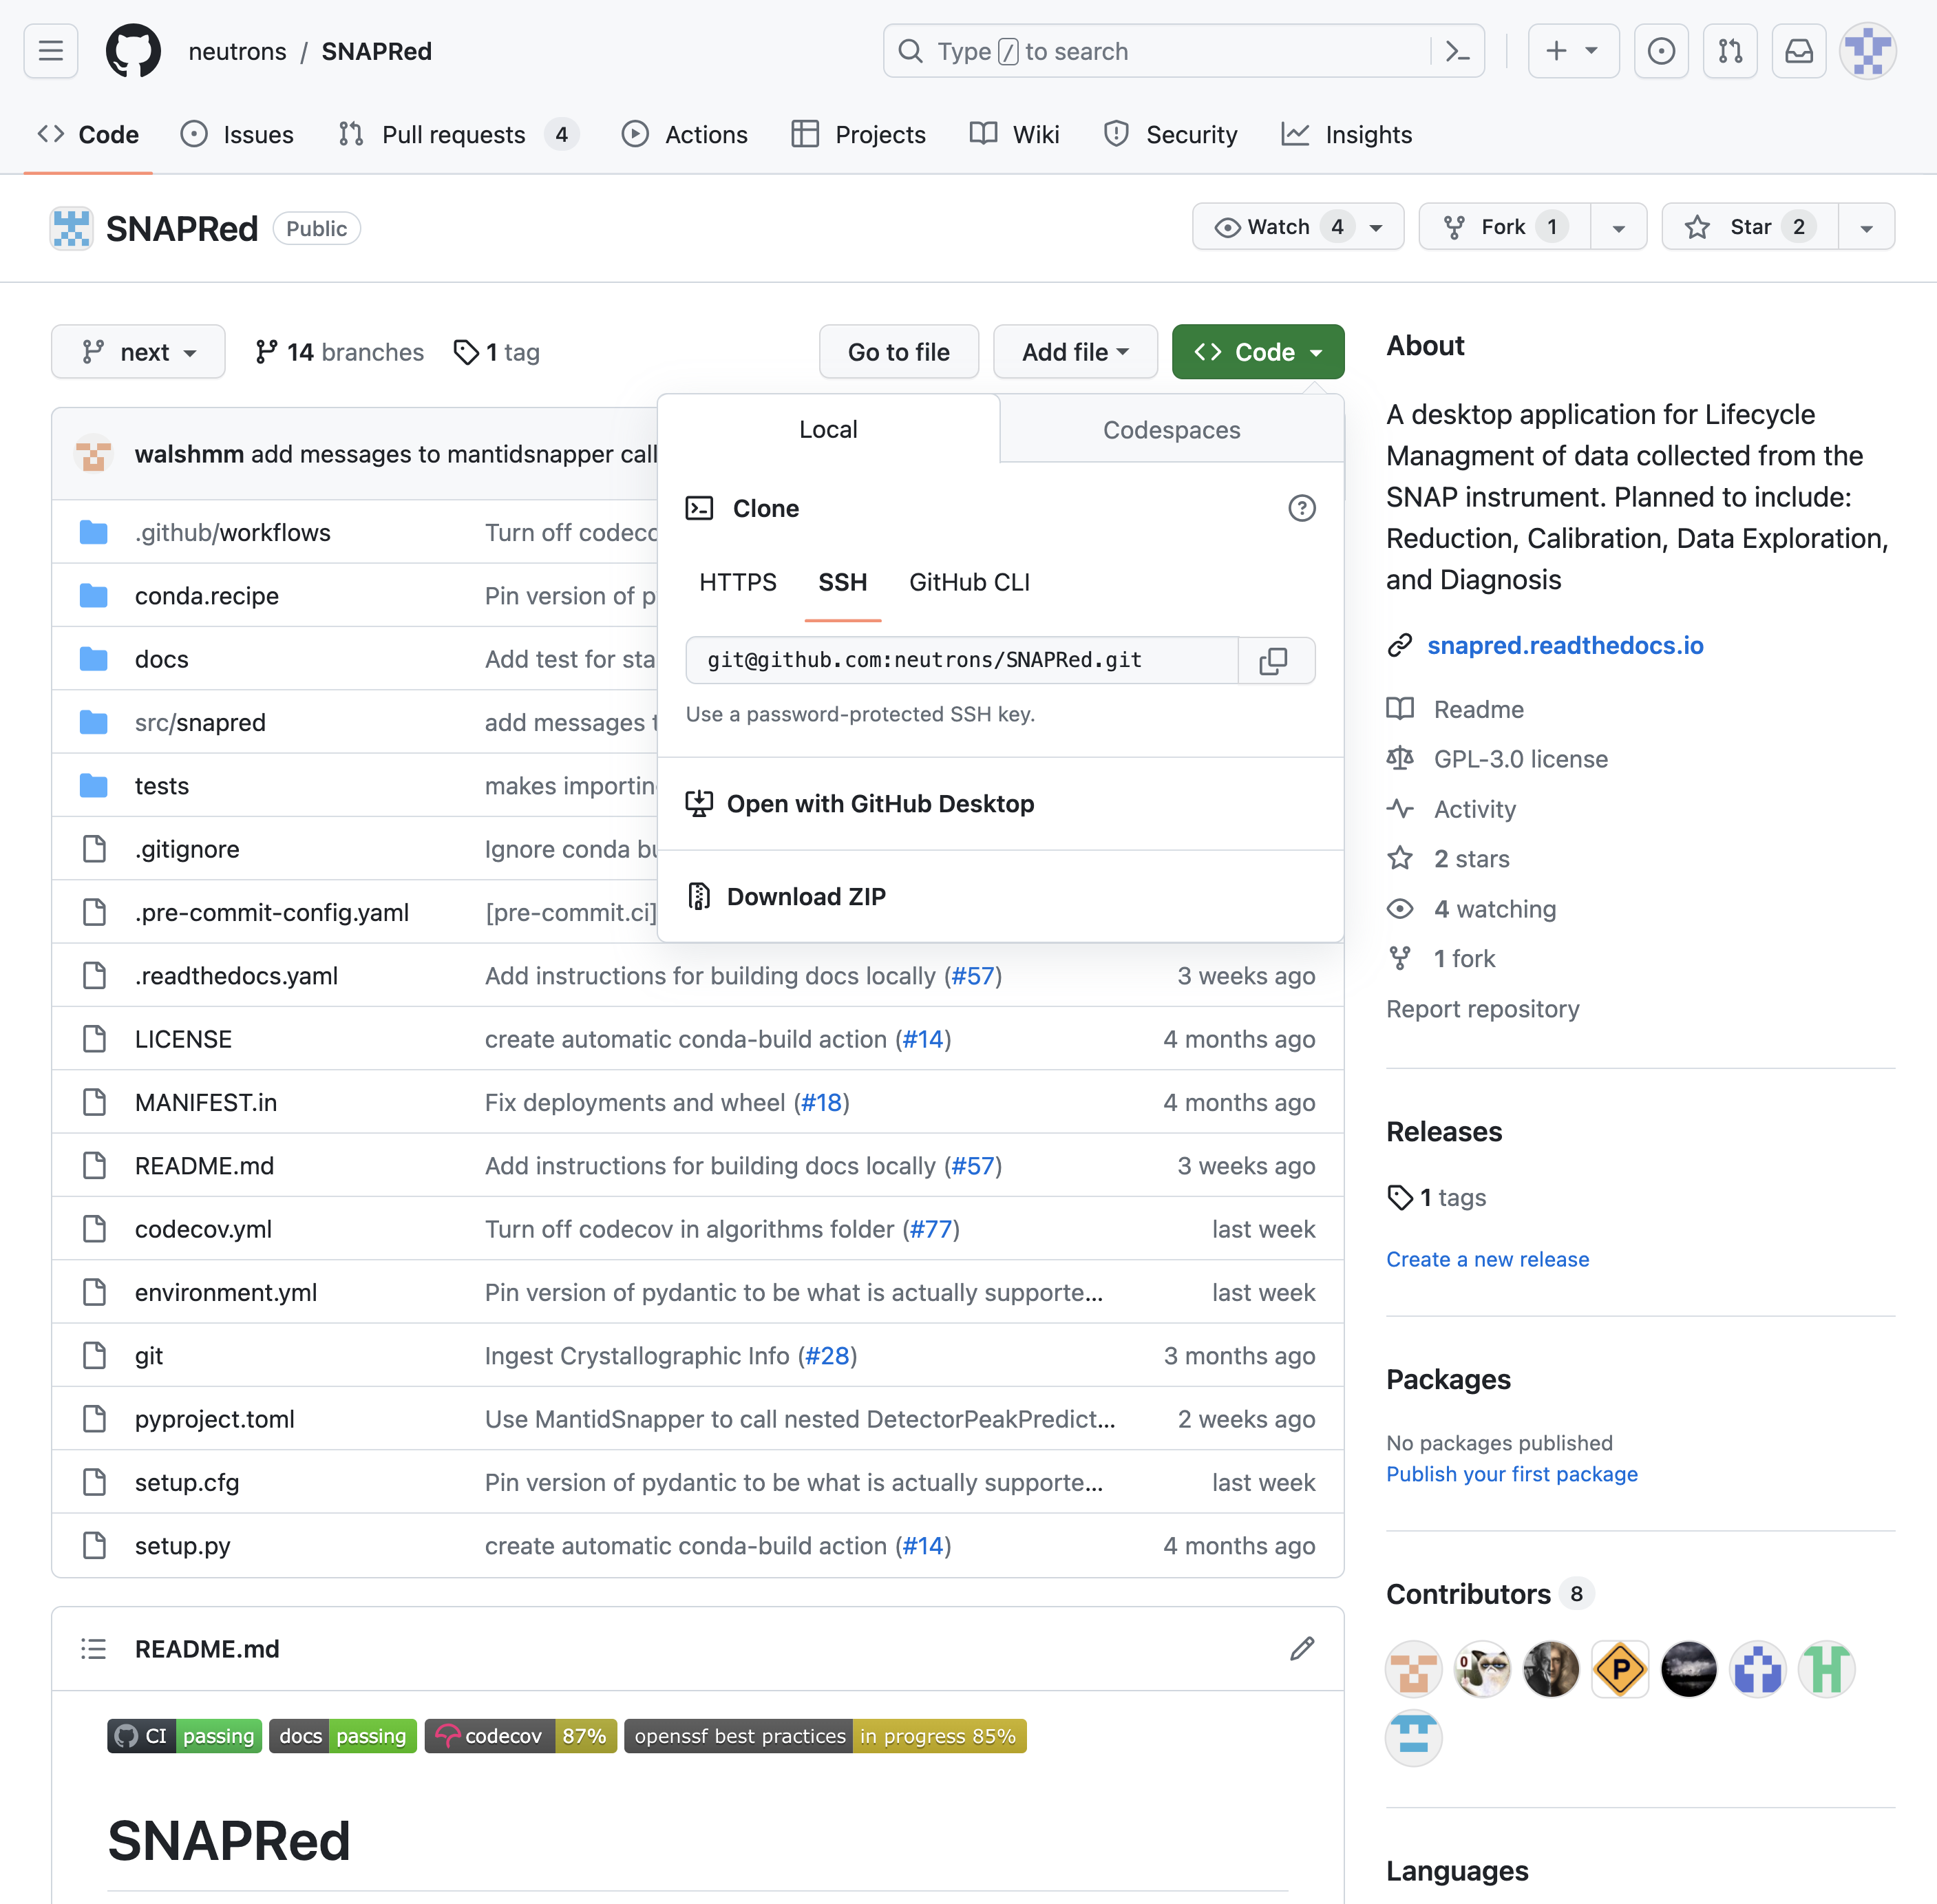 neutrons / SNAPRed
Type / to search
Code Issues Pull requests 4 Actions Projects Wiki Security Insights
SNAPRed Public
Watch 4 Fork 1 Star 2
next 14 branches 1 tag Go to file Add file Code
walshmm add messages to mantidsnapper call
.github/workflows Turn off codeco
conda.recipe Pin version of p
docs Add test for sta
src/snapred add messages t
tests makes importin
.gitignore Ignore conda bu
.pre-commit-config.yaml [pre-commit.ci]
Local Codespaces
Clone
HTTPS SSH GitHub CLI
git@github.com:neutrons/SNAPRed.git
Use a password-protected SSH key.
Open with GitHub Desktop
Download ZIP
.readthedocs.yaml Add instructions for building docs locally (#57) 3 weeks ago
LICENSE create automatic conda-build action (#14) 4 months ago
MANIFEST.in Fix deployments and wheel (#18) 4 months ago
README.md Add instructions for building docs locally (#57) 3 weeks ago
codecov.yml Turn off codecov in algorithms folder (#77) last week
environment.yml Pin version of pydantic to be what is actually supporte... last week
git Ingest Crystallographic Info (#28) 3 months ago
pyproject.toml Use MantidSnapper to call nested DetectorPeakPredict... 2 weeks ago
setup.cfg Pin version of pydantic to be what is actually supporte... last week
setup.py create automatic conda-build action (#14) 4 months ago
README.md
CI passing docs passing codecov 87% openssf best practices in progress 85%
SNAPRed
About
A desktop application for Lifecycle
Managment of data collected from the
SNAP instrument. Planned to include:
Reduction, Calibration, Data Exploration,
and Diagnosis
snapred.readthedocs.io
Readme
GPL-3.0 license
Activity
2 stars
4 watching
1 fork
Report repository
Releases
1 tags
Create a new release
Packages
No packages published
Publish your first package
Contributors 8
0
P
Languages